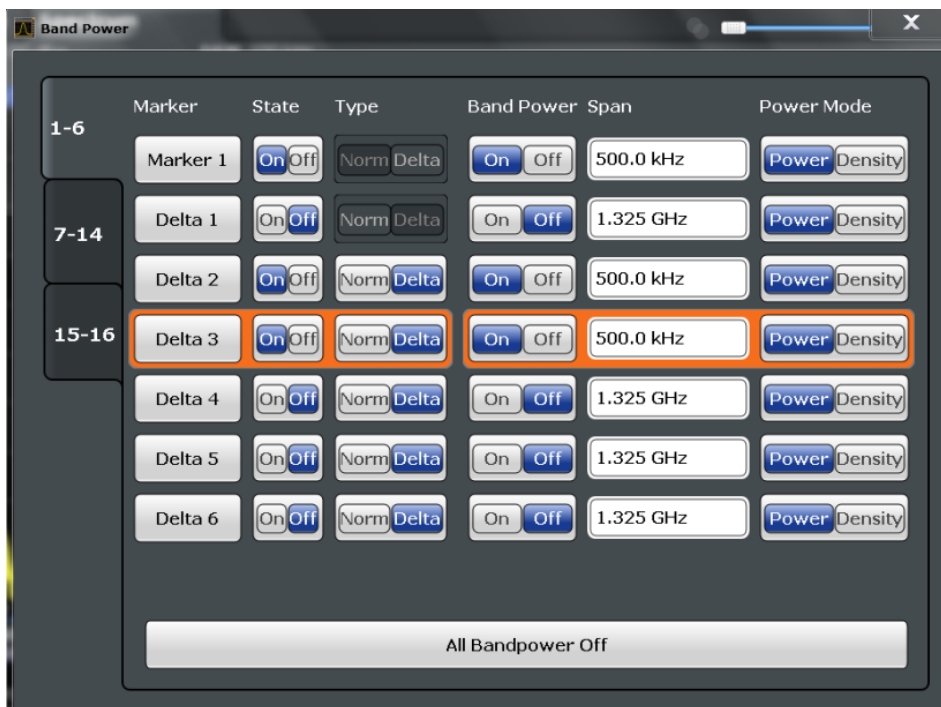 Band Power
X
1-6
7-14
15-16
Marker State Type Band Power Span Power Mode
Marker 1 On Off Norm Delta On Off 500.0 kHz Power Density
Delta 1 On Off Norm Delta On Off 1.325 GHz Power Density
Delta 2 On Off Norm Delta On Off 500.0 kHz Power Density
Delta 3 On Off Norm Delta On Off 500.0 kHz Power Density
Delta 4 On Off Norm Delta On Off 1.325 GHz Power Density
Delta 5 On Off Norm Delta On Off 1.325 GHz Power Density
Delta 6 On Off Norm Delta On Off 1.325 GHz Power Density
All Bandpower Off